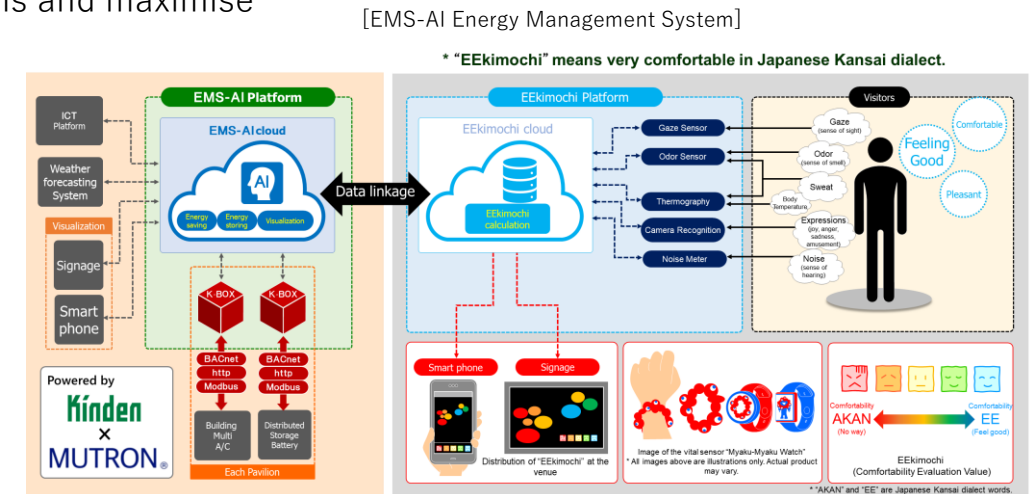 ns and maximise
[EMS-AI Energy Management System]
* “EEkimochi” means very comfortable in Japanese Kansai dialect.
EMS-AI Platform
EMS-AI cloud
AI
Energy
saving
Energy
storing
Visualization
ICT
Platform
Weather
forecasting
System
Visualization
Signage
Smart
phone
K-BOX
K-BOX
BACnet
http
Modbus
BACnet
http
Modbus
Building
Multi
A/C
Distributed
Storage
Battery
Each Pavilion
Powered by
Kinden
×
MUTRON®
Data linkage
EEkimochi Platform
EEkimochi cloud
EEkimochi
calculation
Gaze Sensor
Odor Sensor
Thermography
Camera Recognition
Noise Meter
Visitors
Gaze
(sense of sight)
Odor
(sense of smell)
Sweat
Body
Temperature
Expressions
(joy, anger,
sadness,
amusement)
Noise
(sense of
hearing)
Comfortable
Feeling
Good
Pleasant
Smart phone
Signage
Distribution of “EEkimochi” at the
venue
Image of the vital sensor “Myaku-Myaku Watch”
* All images above are illustrations only. Actual product
may vary.
Comfortability
AKAN
(No way)
Comfortability
EE
(Feel good)
EEkimochi
(Comfortability Evaluation Value)
* “AKAN” and “EE” are Japanese Kansai dialect words.